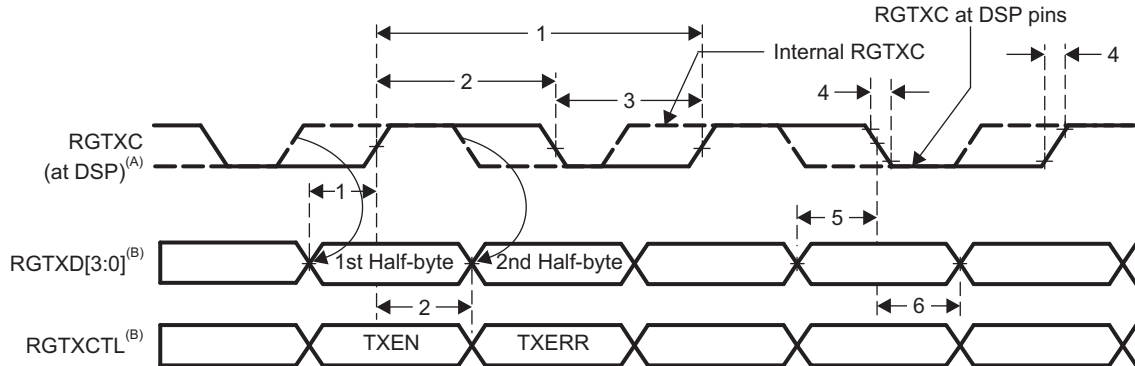 RGTXC at DSP pins
1
Internal RGTXC
4
2
4
3
RGTXC
(at DSP)(A)
1
5
RGTXD[3:0](B)
1st Half-byte
2nd Half-byte
2
6
RGTXCTL(B)
TXEN
TXERR